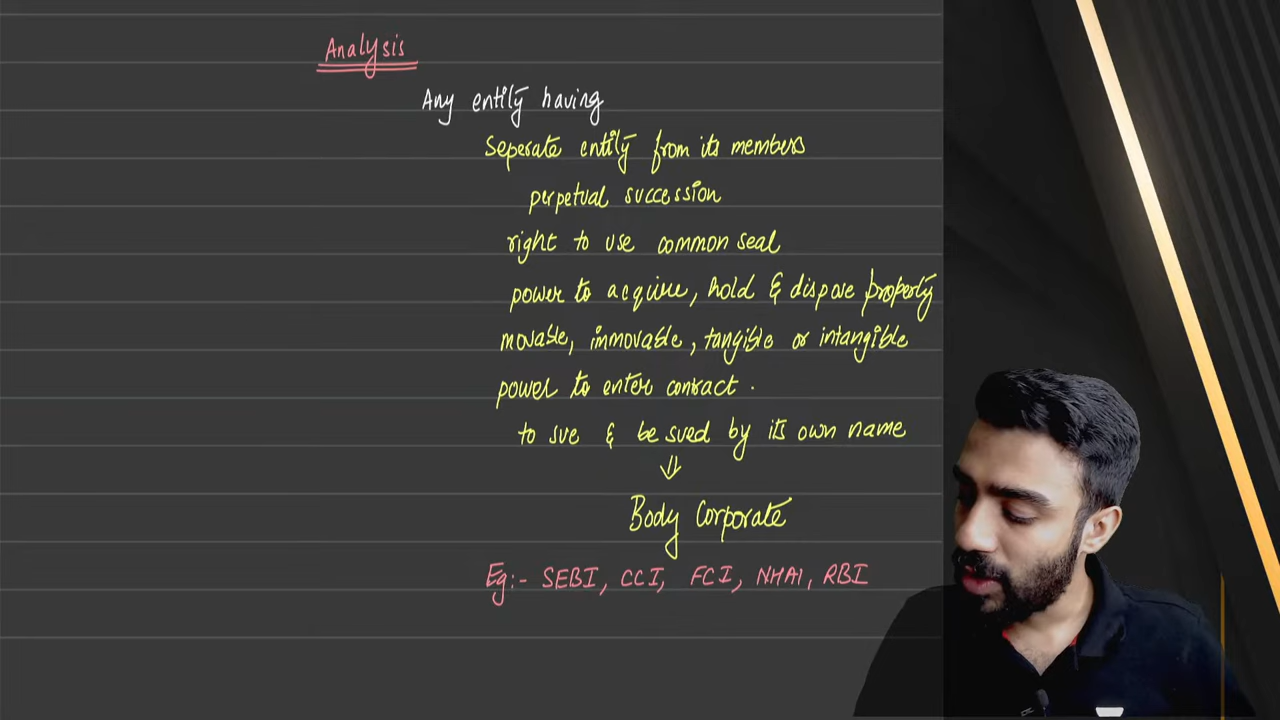 Analysis
Any entity having
Seperate entity from its members
perpetual succession
right to use common seal
power to acquire, hold & dispose property
movable, immovable, tangible or intangible
power to enter contract.
to sue & be sued by its own name
⇓
Body Corporate
Eg:- SEBI, CCI, FCI, NHAI, RBI